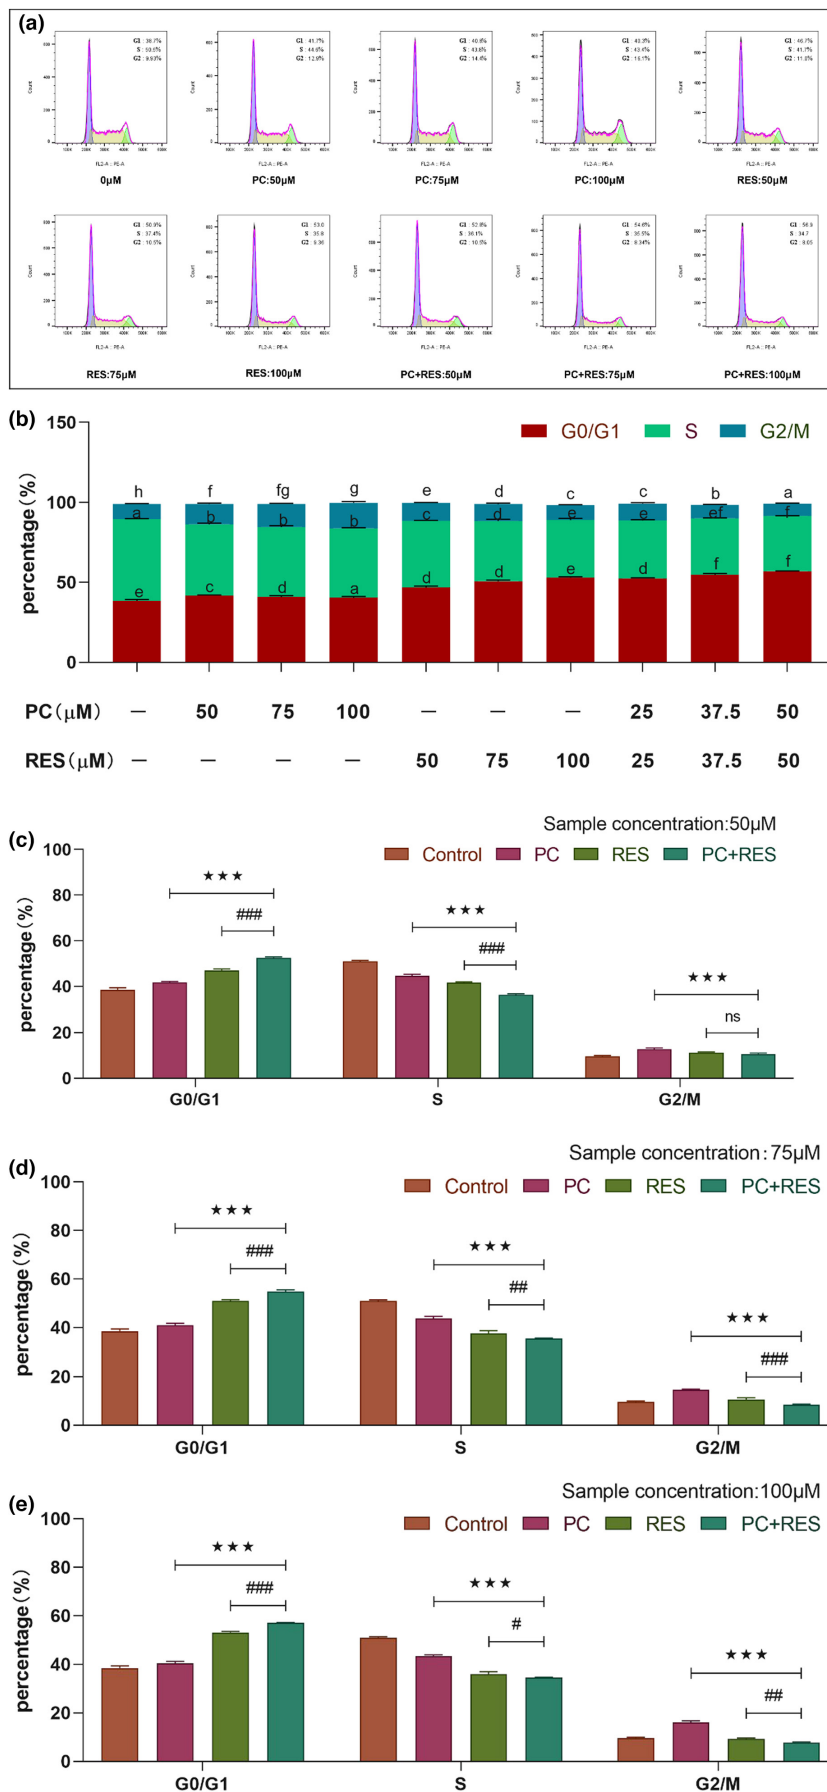 (a)
G1 : 38.7%
S : 50.5%
G2 : 9.93%
0μM
G1 : 41.7%
S : 44.6%
G2 : 12.9%
PC:50μM
G1 : 40.9%
S : 43.8%
G2 : 14.4%
PC:75μM
G1 : 40.3%
S : 43.4%
G2 : 16.1%
PC:100μM
G1 : 46.7%
S : 41.7%
RES:50μM
Count
FL2-A :: PE-A
G1 : 50.9%
S : 37.4%
G2 : 10.5%
RES:75μM
G1 : 53.0
S : 35.8
G2 : 9.36
RES:100μM
G1 : 52.6%
S : 36.1%
G2 : 10.5%
PC+RES:50μM
G1 : 54.6%
S : 35.5%
G2 : 8.34%
PC+RES:75μM
S : 34.7
G2 : 8.05
PC+RES:100μM
(b)
percentage(%)
G0/G1 S G2/M
150
100
50
0
h f fg g e d c c b a
a b b b c d e e ef f
e c d a d d e d f f
PC(μM) — 50 75 100 — — — 25 37.5 50
RES(μM) — — — — 50 75 100 25 37.5 50
(c)
Sample concentration:50μM
Control PC RES PC+RES
percentage(%)
100
80
60
40
20
0
★★★ ★★★ ★★★
### ### ns
G0/G1 S G2/M
(d)
Sample concentration:75μM
Control PC RES PC+RES
percentage(%)
100
80
60
40
20
0
★★★ ★★★ ★★★
### ## ###
G0/G1 S G2/M
(e)
Sample concentration:100μM
Control PC RES PC+RES
percentage(%)
100
80
60
40
20
0
★★★ ★★★ ★★★
### # ##
G0/G1 S G2/M